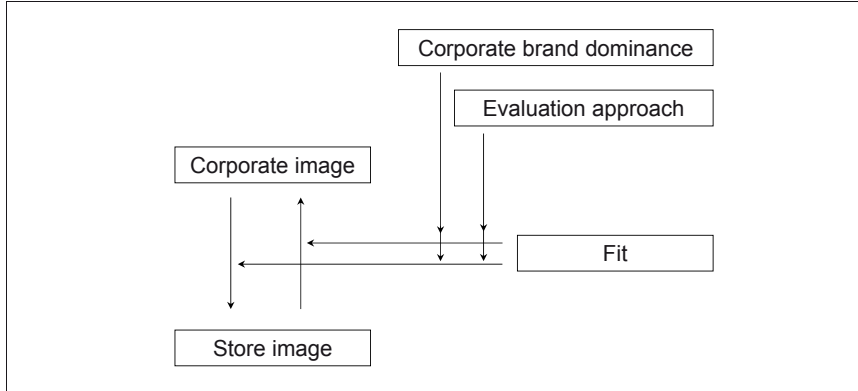 Corporate brand dominance
Evaluation approach
Corporate image
Fit
Store image